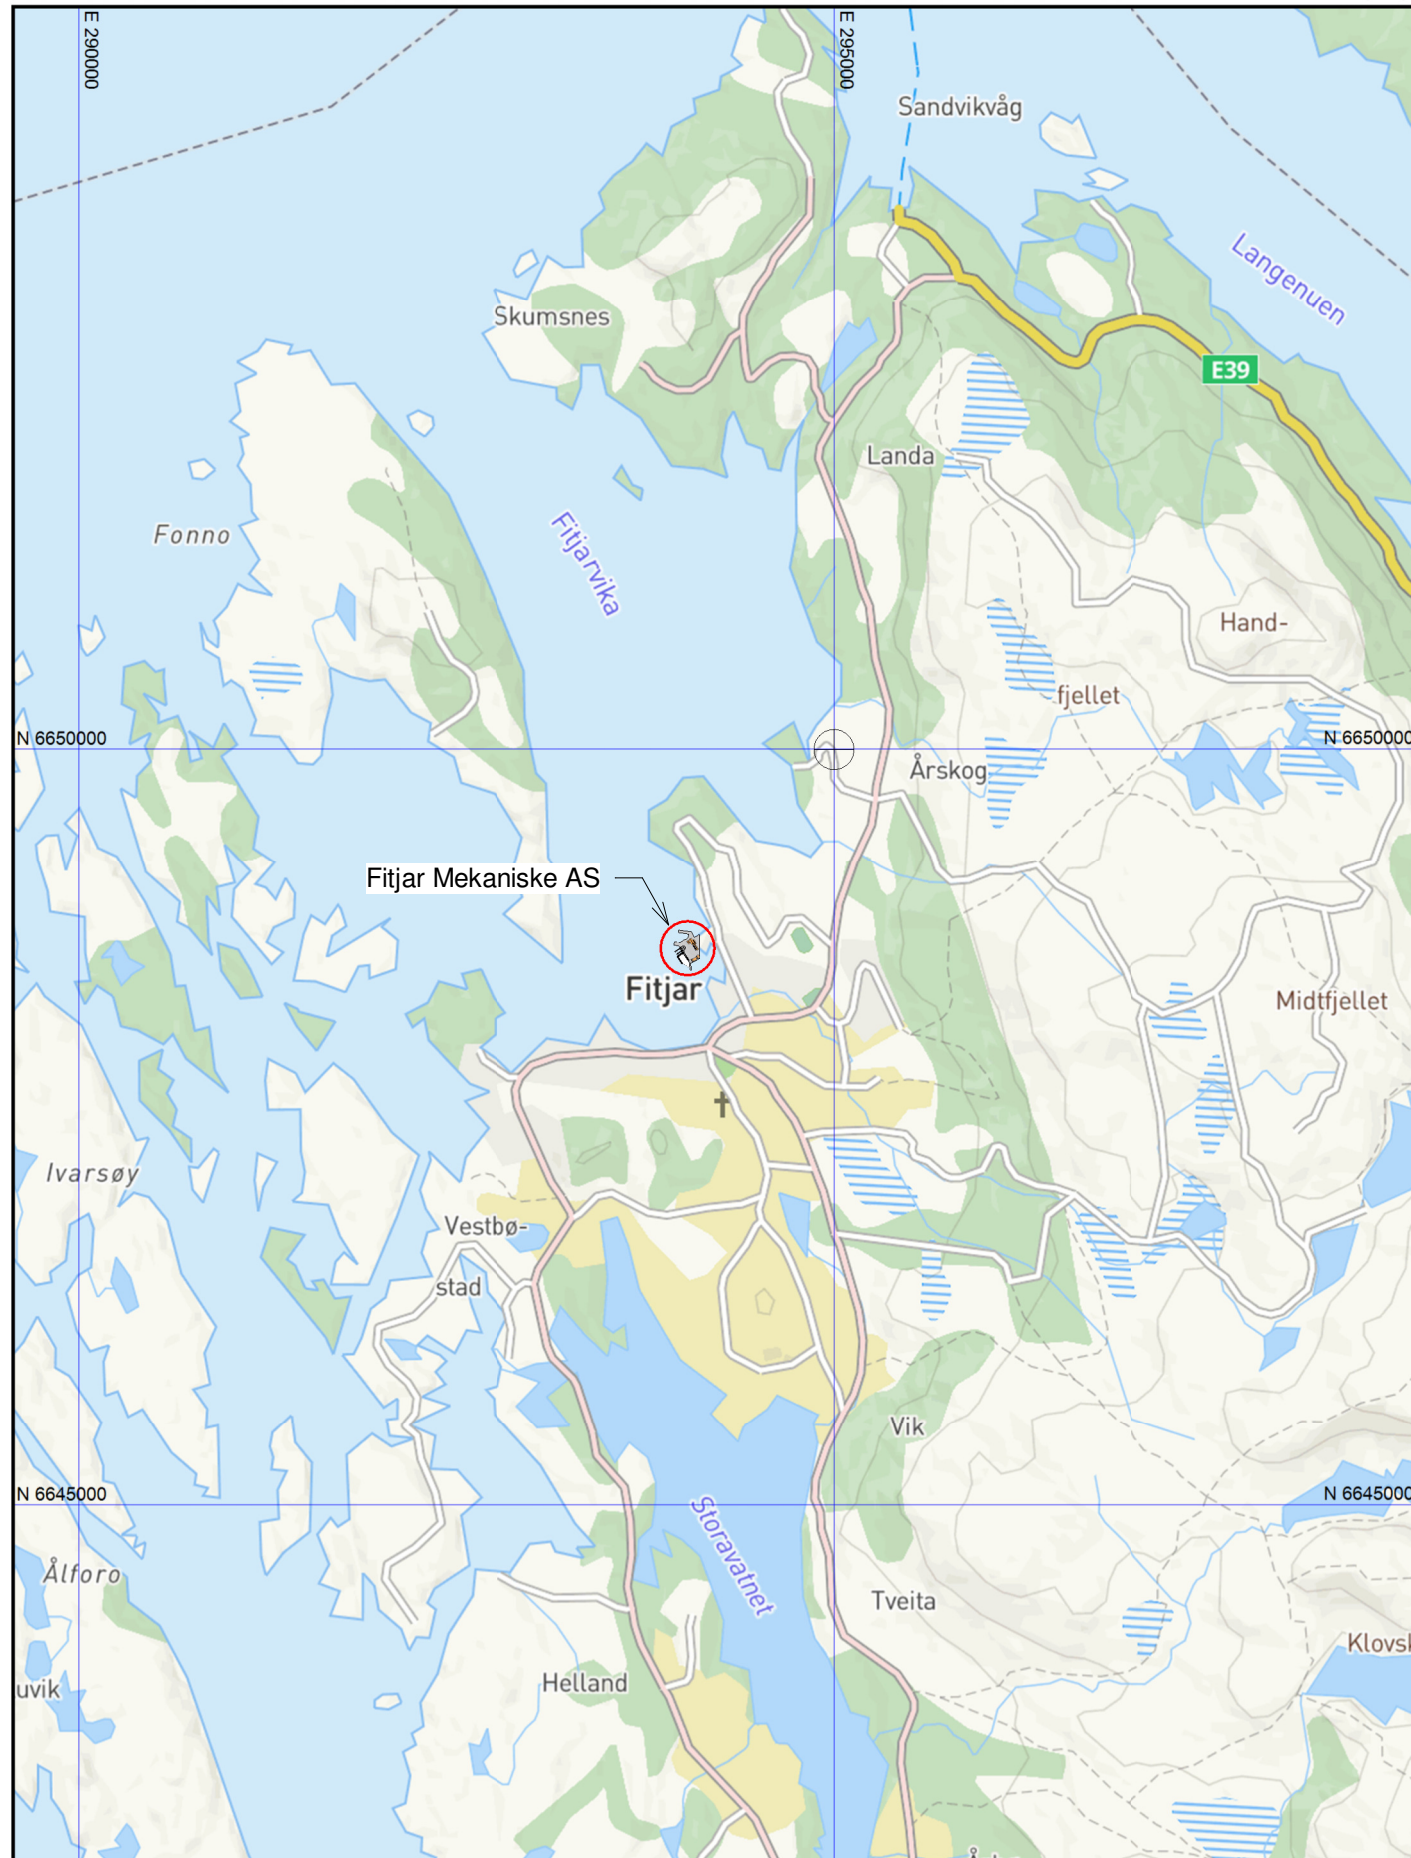 E 290000
E 295000
Sandvikvåg
Langenuen
Skumsnes
E39
Landa
Fonno
Fitjarvika
Hand-
fjellet
N 6650000
N 6650000
Årskog
Fitjar Mekaniske AS
Fitjar
Midtfjellet
Ivarsøy
Vestbø-
stad
Vik
N 6645000
N 6645000
Storavatnet
Ålforo
Tveita
Klovsk
Helland
uvik